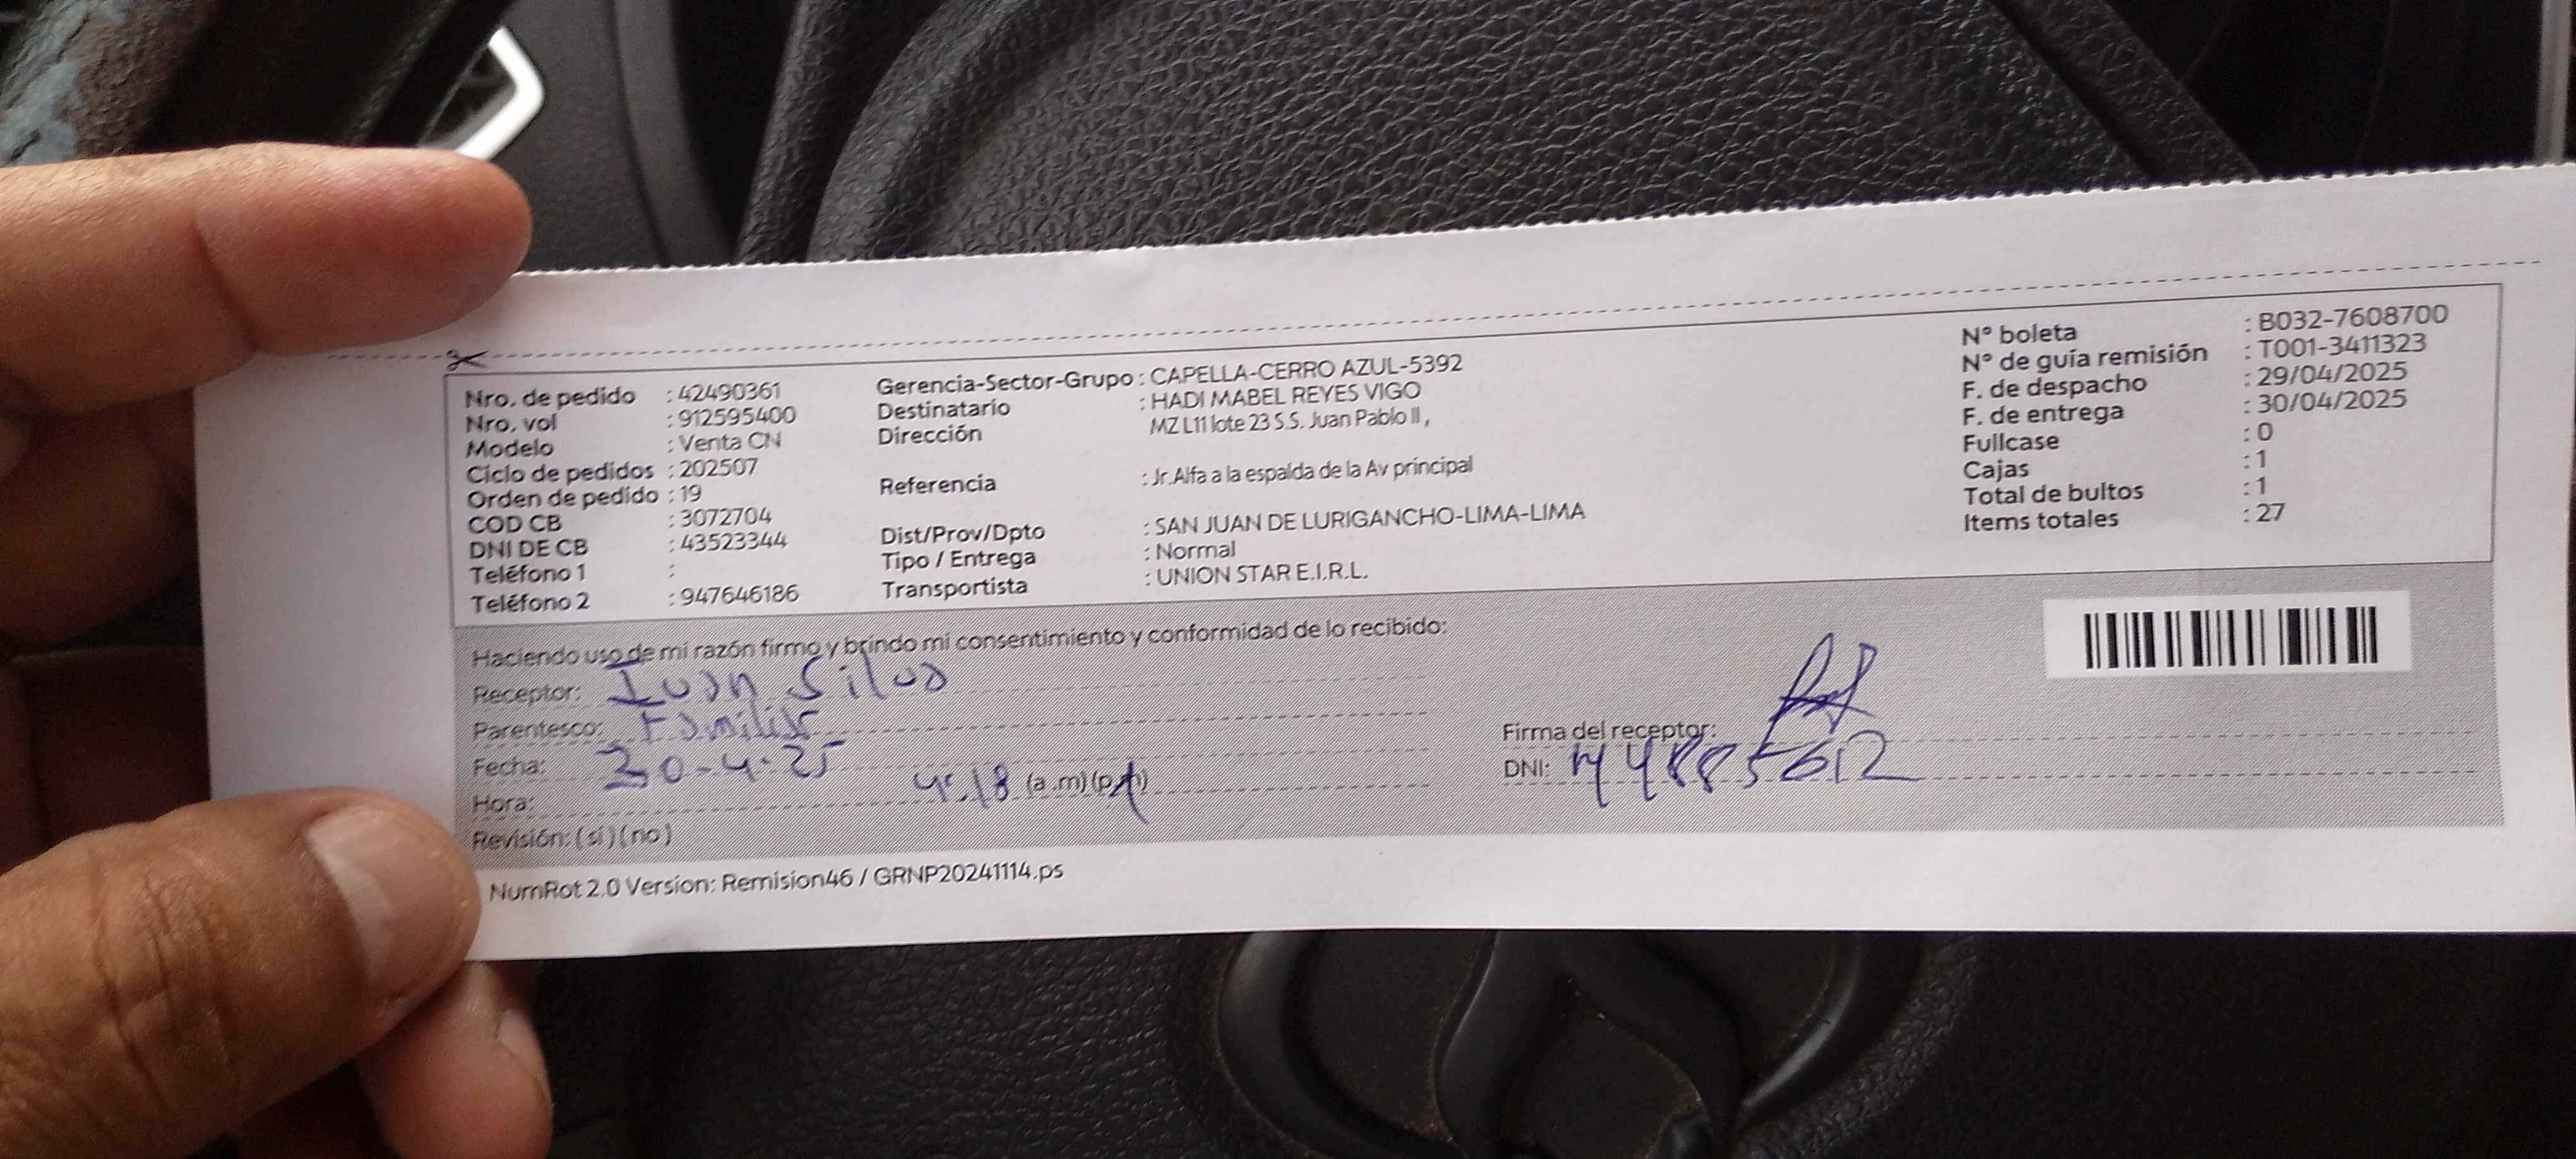 Nro. de pedido : 42490361
Nro. vol : 912595400
Modelo : Venta CN
Ciclo de pedidos : 202507
Orden de pedido : 19
COD CB : 3072704
DNI DE CB : 43523344
Teléfono 1 :
Teléfono 2 : 947646186
Gerencia-Sector-Grupo : CAPELLA-CERRO AZUL-5392
Destinatario : HADI MABEL REYES VIGO
Dirección MZ L11 lote 23 S.S. Juan Pablo II ,
Referencia : Jr.Alfa a la espalda de la Av principal
Dist/Prov/Dpto : SAN JUAN DE LURIGANCHO-LIMA-LIMA
Tipo / Entrega : Normal
Transportista : UNION STAR E.I.R.L.
N° boleta : B032-7608700
N° de guía remisión : T001-3411323
F. de despacho : 29/04/2025
F. de entrega : 30/04/2025
Fullcase : 0
Cajas : 1
Total de bultos : 1
Items totales : 27
Haciendo uso de mi razón firmo y brindo mi consentimiento y conformidad de lo recibido:
Receptor: Ivan Silva
Parentesco: Familiar
Fecha: 30-4-25
Hora: 4:18 (a .m) (p.m)
Revisión: (si) (no)
Firma del receptor:
DNI: 44885612
NumRot 2.0 Version: Remision46 / GRNP20241114.ps